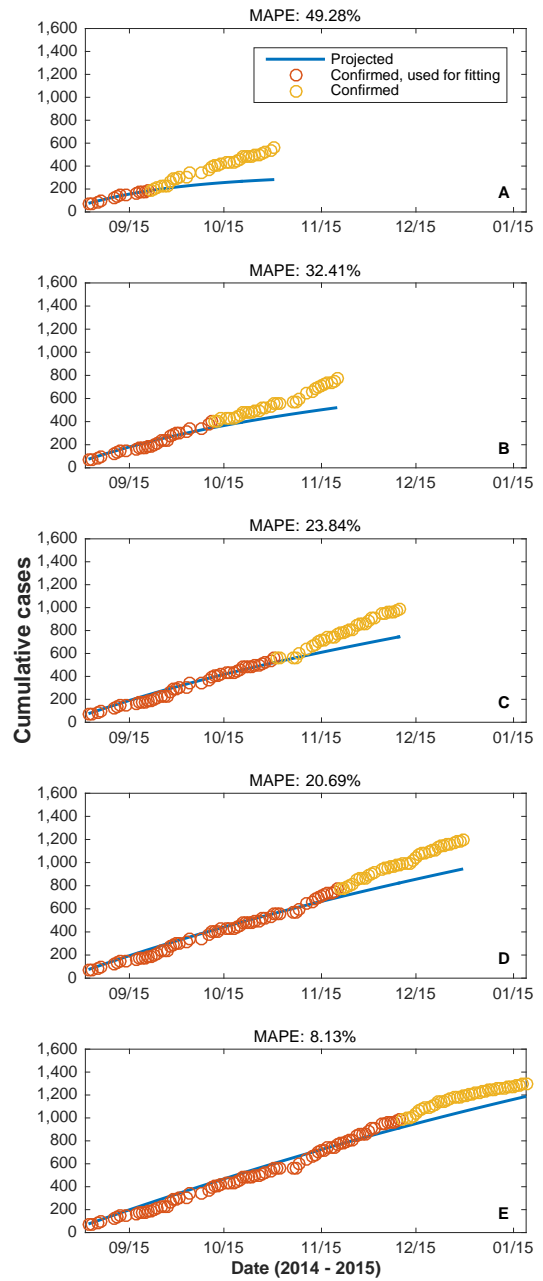 MAPE: 49.28%
1,600
1,400
1,200
1,000
800
600
400
200
0
Projected
Confirmed, used for fitting
Confirmed
A
09/15 10/15 11/15 12/15 01/15
MAPE: 32.41%
1,600
1,400
1,200
1,000
800
600
400
200
0
B
09/15 10/15 11/15 12/15 01/15
MAPE: 23.84%
1,600
1,400
1,200
1,000
800
600
400
200
0
C
09/15 10/15 11/15 12/15 01/15
Cumulative cases
MAPE: 20.69%
1,600
1,400
1,200
1,000
800
600
400
200
0
D
09/15 10/15 11/15 12/15 01/15
MAPE: 8.13%
1,600
1,400
1,200
1,000
800
600
400
200
0
E
09/15 10/15 11/15 12/15 01/15
Date (2014 - 2015)